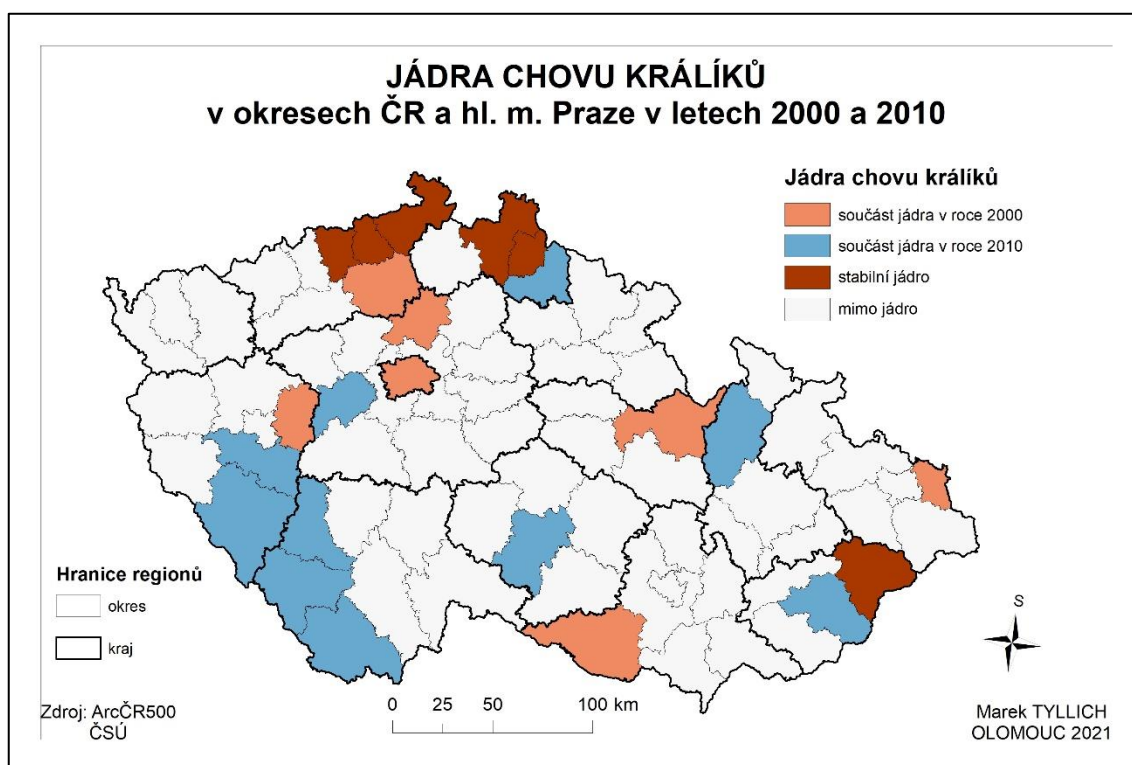 JÁDRA CHOVU KRÁLÍKŮ
v okresech ČR a hl. m. Praze v letech 2000 a 2010
Jádra chovu králíků
součást jádra v roce 2000
součást jádra v roce 2010
stabilní jádro
mimo jádro
Hranice regionů
okres
kraj
S
0 25 50 100 km
Zdroj: ArcČR500
ČSÚ
Marek TYLLICH
OLOMOUC 2021